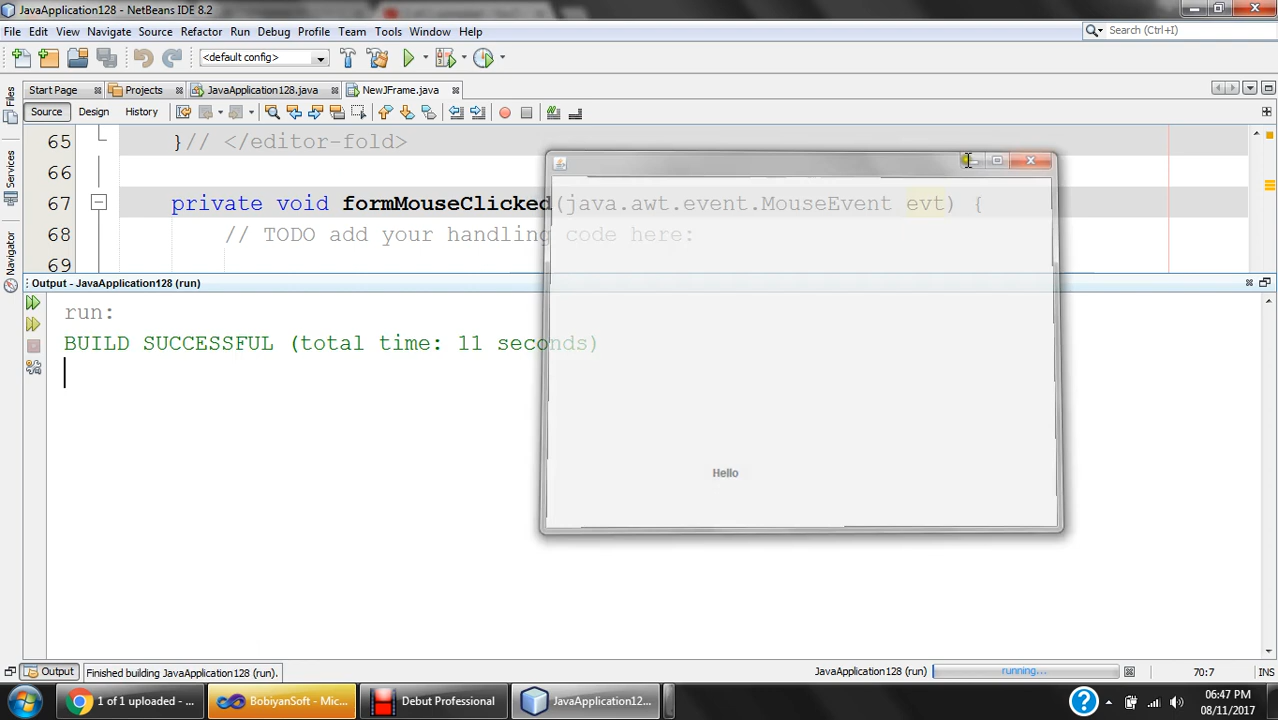 JavaApplication128 - NetBeans IDE 8.2
File Edit View Navigate Source Refactor Run Debug Profile Team Tools Window Help
Search (Ctrl+I)
<default config>
Start Page Projects JavaApplication128.java NewJFrame.java
Source Design History
Files
Services
Navigator
65 }// </editor-fold>
66
67 private void formMouseClicked(java.awt.event.MouseEvent evt) {
68 // TODO add your handling code here:
69
Output - JavaApplication128 (run)
run:
BUILD SUCCESSFUL (total time: 11 seconds)
Hello
Output Finished building JavaApplication128 (run). JavaApplication128 (run) running... 70:7 INS
1 of 1 uploaded - ... BobiyanSoft - Mic... Debut Professional JavaApplication12... 06:47 PM
08/11/2017